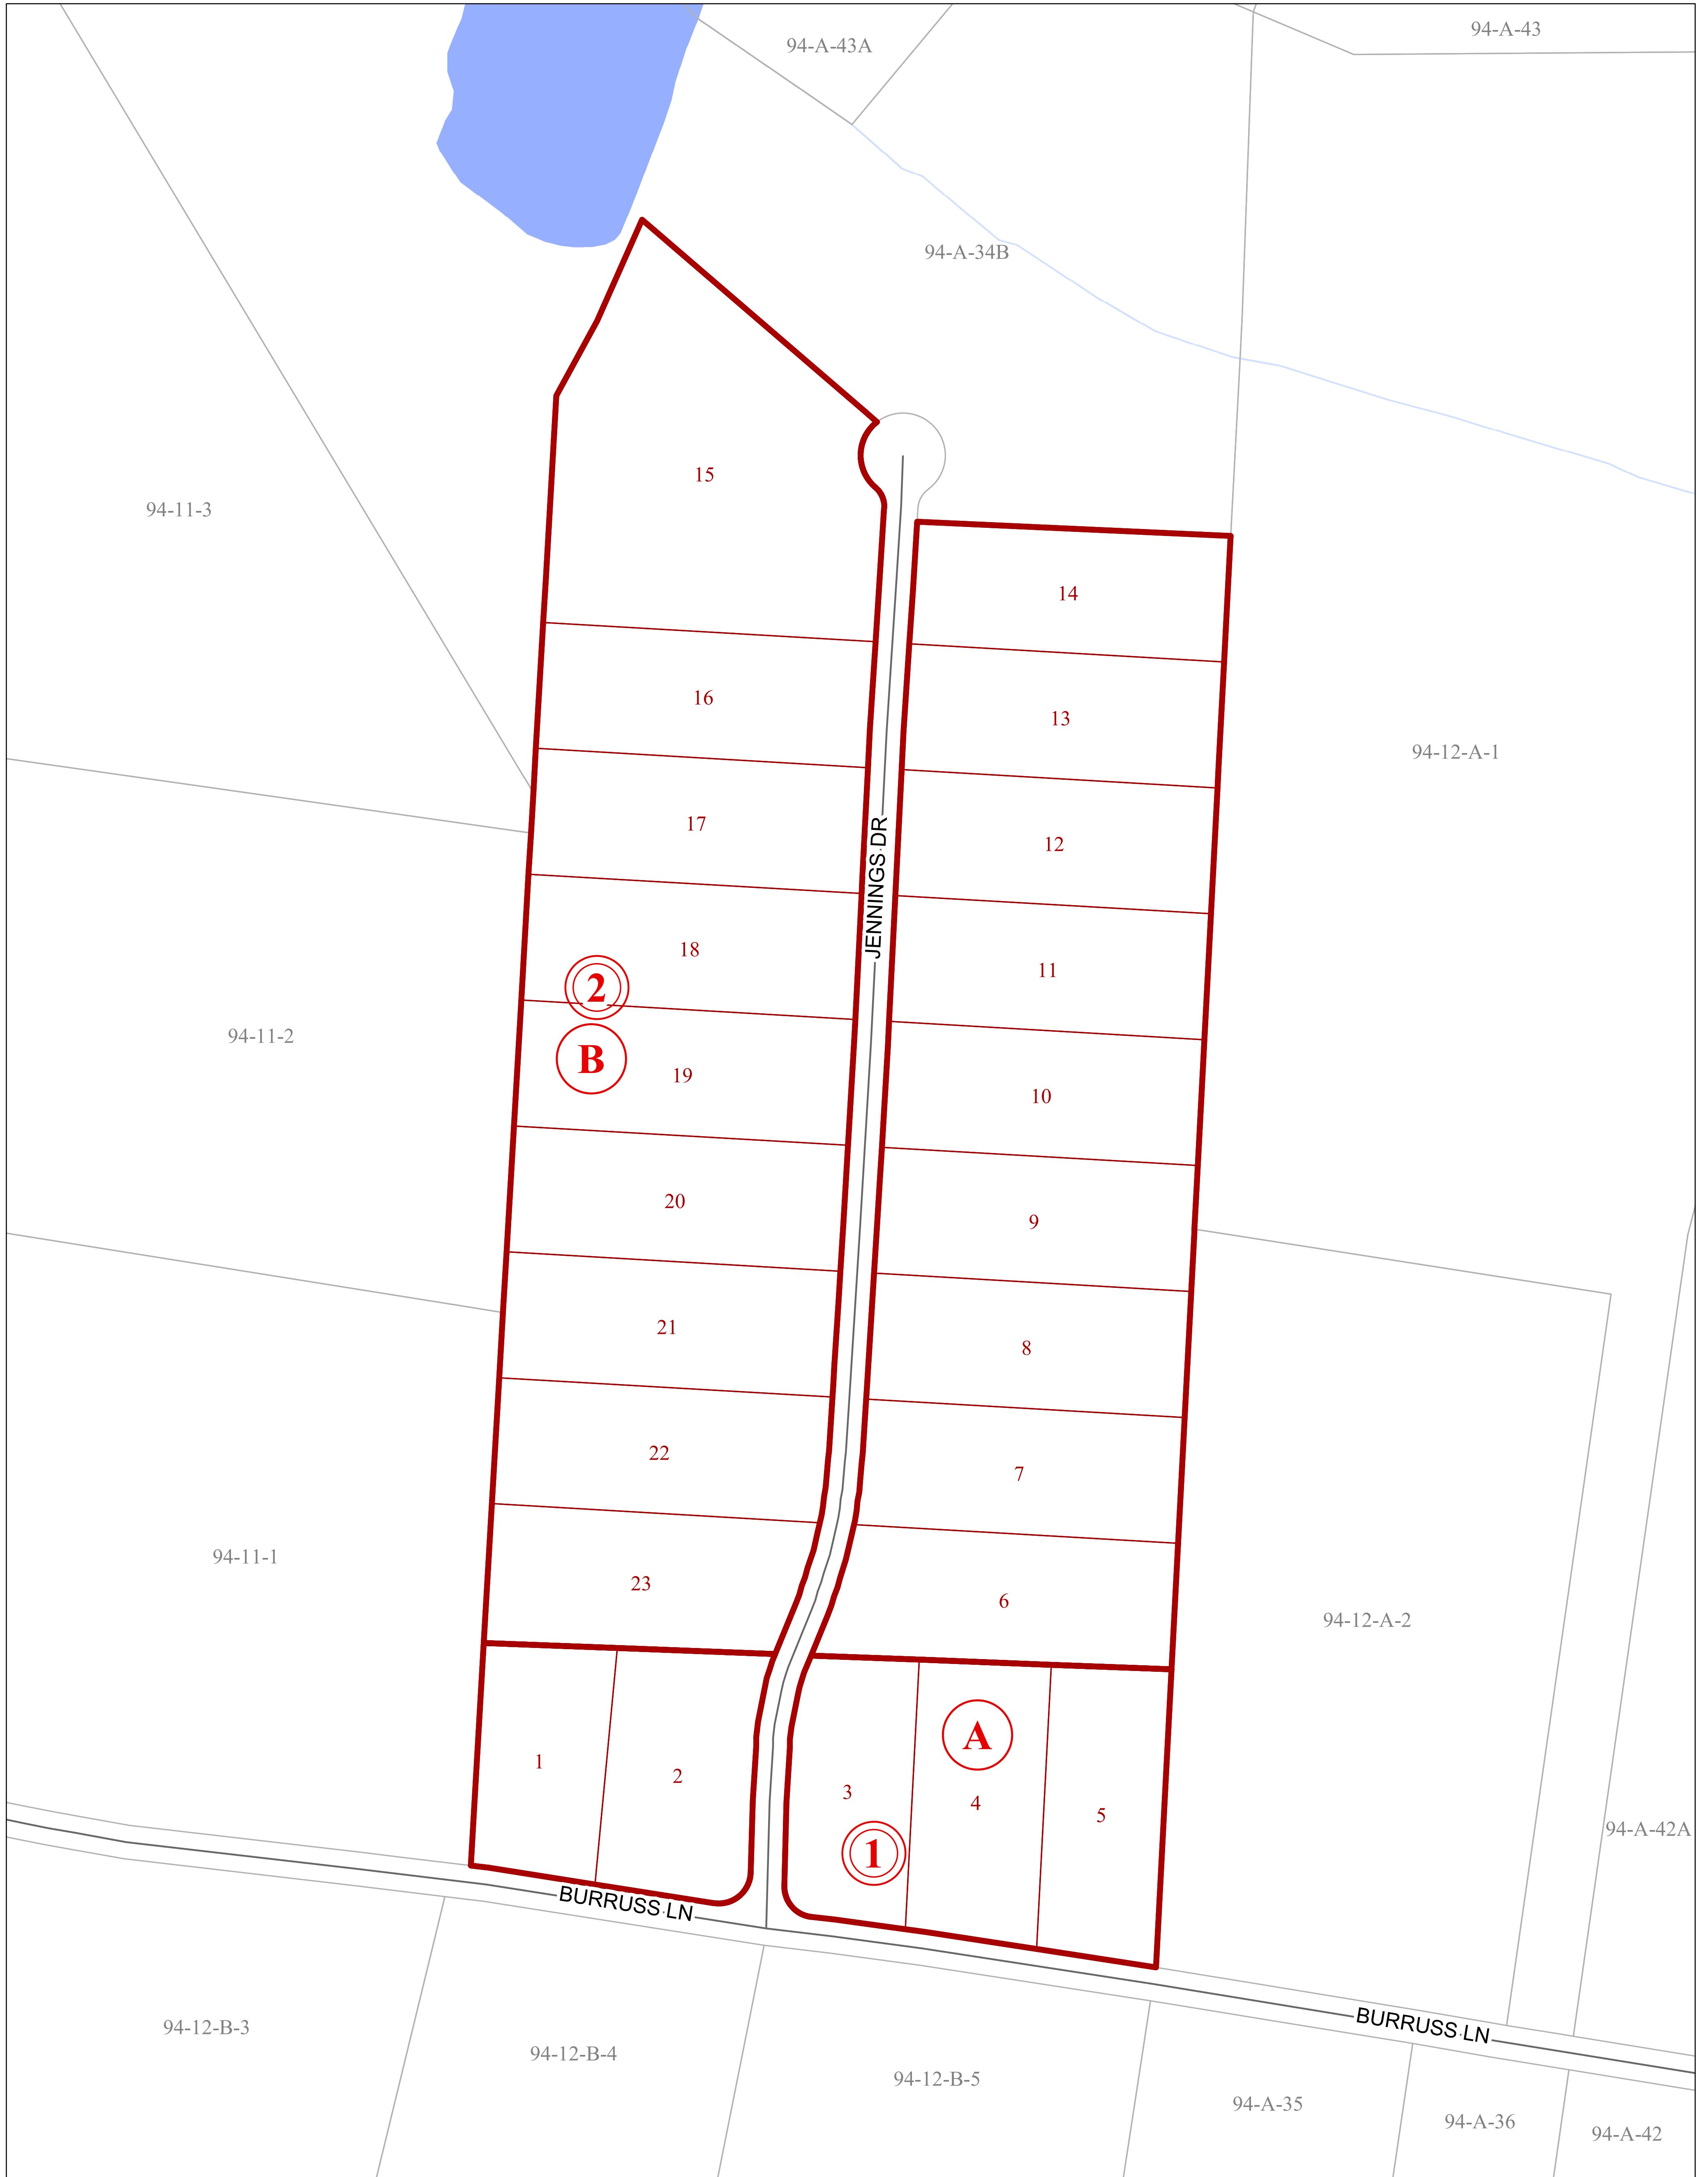 94-A-43
94-A-43A
94-A-34B
15
94-11-3
14
16
13
94-12-A-1
17
12
JENNINGS DR
18
11
2
94-11-2
B
19
10
20
9
21
8
22
7
94-11-1
23
6
94-12-A-2
A
1
2
3
4
5
94-A-42A
1
BURRUSS LN
BURRUSS LN
94-12-B-3
94-12-B-4
94-12-B-5
94-A-35
94-A-36
94-A-42